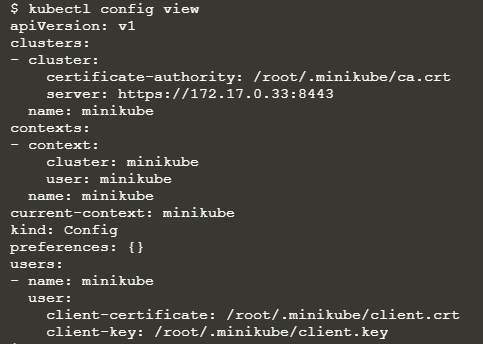 $ kubectl config view
apiVersion: v1
clusters:
- cluster:
    certificate-authority: /root/.minikube/ca.crt
    server: https://172.17.0.33:8443
  name: minikube
contexts:
- context:
    cluster: minikube
    user: minikube
  name: minikube
current-context: minikube
kind: Config
preferences: {}
users:
- name: minikube
  user:
    client-certificate: /root/.minikube/client.crt
    client-key: /root/.minikube/client.key